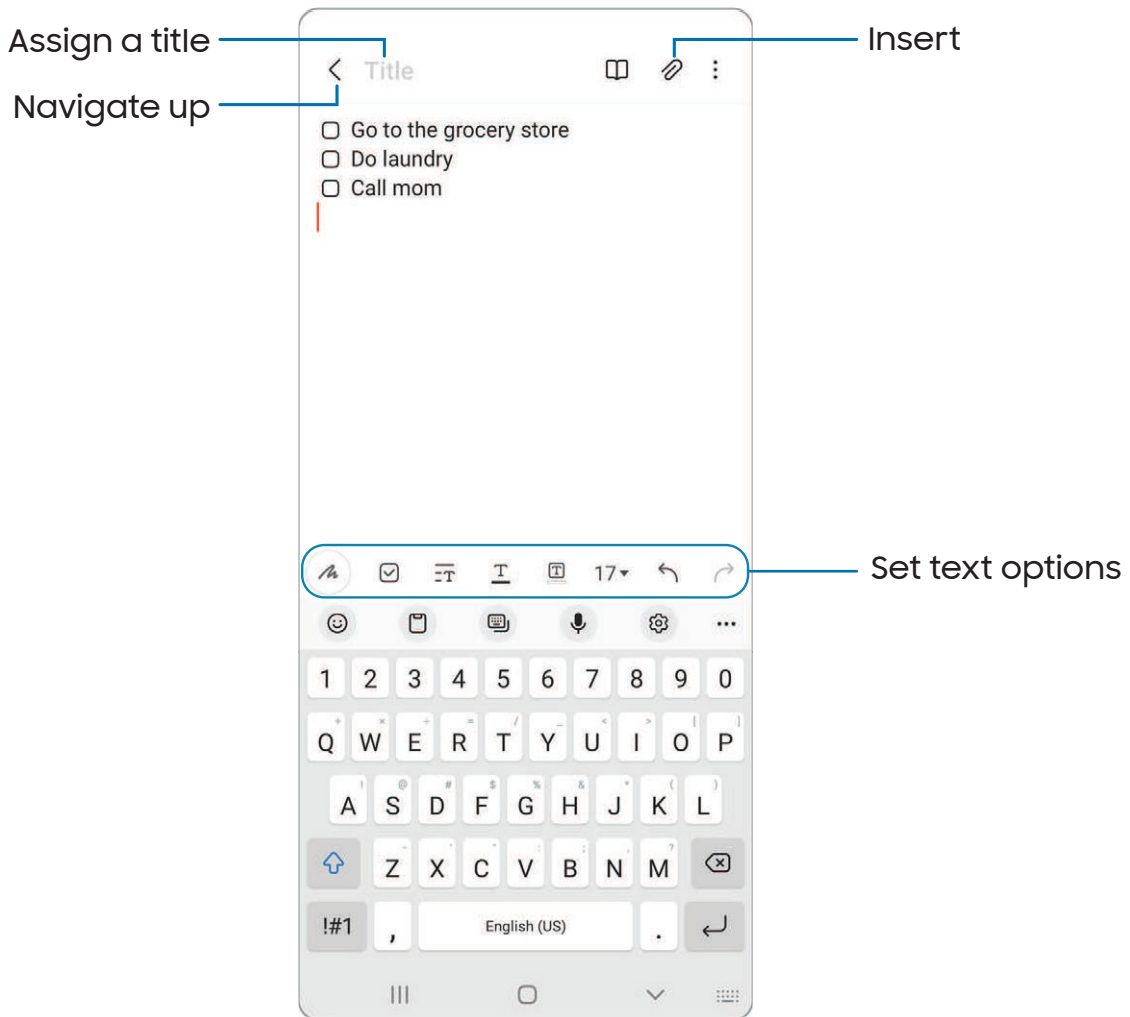 Assign a title
Insert
Title
Navigate up
Go to the grocery store
Do laundry
Call mom
T T T 17
Set text options
1 2 3 4 5 6 7 8 9 0
+ × ÷ = / _ < > [ ]
Q W E R T Y U I O P
! @ # $ % & * ( )
A S D F G H J K L
- ' " : ; , ?
Z X C V B N M
!#1 , English (US) .